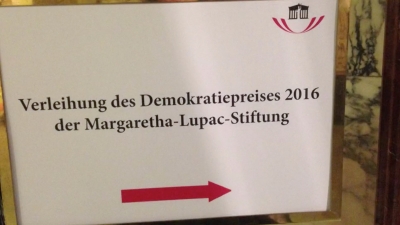 Verleihung des Demokratiepreises 2016
der Margaretha-Lupac-Stiftung